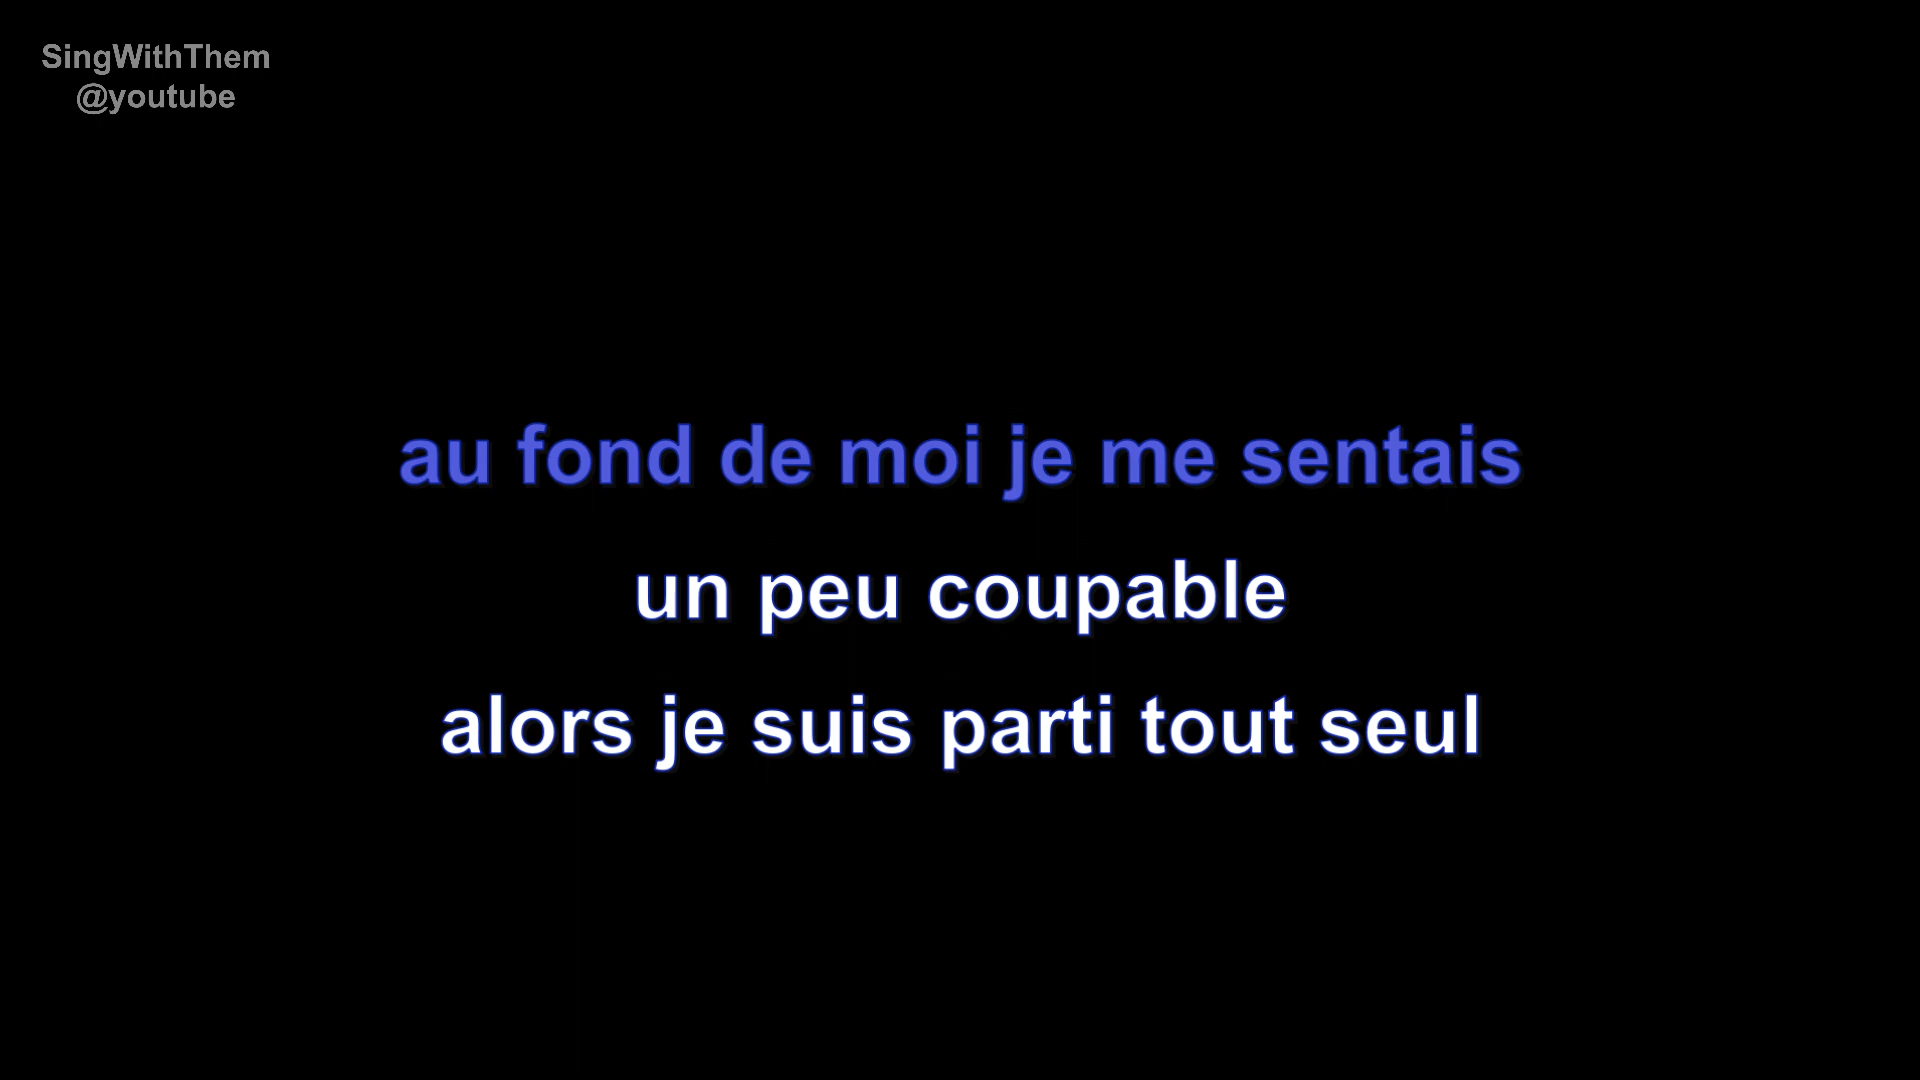 SingWithThem
@youtube
au fond de moi je me sentais
un peu coupable
alors je suis parti tout seul